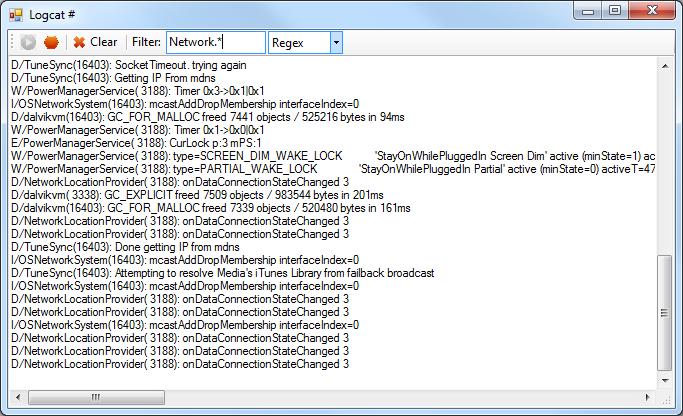 Logcat #
Clear Filter: Network.* Regex
D/TuneSync(16403): SocketTimeout. trying again
D/TuneSync(16403): Getting IP From mdns
W/PowerManagerService( 3188): Timer 0x3->0x1|0x1
I/OSNetworkSystem(16403): mcastAddDropMembership interfaceIndex=0
D/dalvikvm(16403): GC_FOR_MALLOC freed 7441 objects / 525216 bytes in 94ms
W/PowerManagerService( 3188): Timer 0x1->0x0|0x1
E/PowerManagerService( 3188): CurLock p:3 mPS:1
W/PowerManagerService( 3188): type=SCREEN_DIM_WAKE_LOCK 'StayOnWhilePluggedIn Screen Dim' active (minState=1) ac
W/PowerManagerService( 3188): type=PARTIAL_WAKE_LOCK 'StayOnWhilePluggedIn Partial' active (minState=0) activeT=47
D/NetworkLocationProvider( 3188): onDataConnectionStateChanged 3
D/dalvikvm( 3338): GC_EXPLICIT freed 7509 objects / 983544 bytes in 201ms
D/dalvikm(16403): GC_FOR_MALLOC freed 7339 objects / 520480 bytes in 161ms
D/NetworkLocationProvider( 3188): onDataConnectionStateChanged 3
D/NetworkLocationProvider( 3188): onDataConnectionStateChanged 3
D/TuneSync(16403): Done getting IP from mdns
I/OSNetworkSystem(16403): mcastAddDropMembership interfaceIndex=0
D/TuneSync(16403): Attempting to resolve Media's iTunes Library from failback broadcast
I/OSNetworkSystem(16403): mcastAddDropMembership interfaceIndex=0
D/NetworkLocationProvider( 3188): onDataConnectionStateChanged 3
D/NetworkLocationProvider( 3188): onDataConnectionStateChanged 3
I/OSNetworkSystem(16403): mcastAddDropMembership interfaceIndex=0
D/NetworkLocationProvider( 3188): onDataConnectionStateChanged 3
D/NetworkLocationProvider( 3188): onDataConnectionStateChanged 3
D/NetworkLocationProvider( 3188): onDataConnectionStateChanged 3